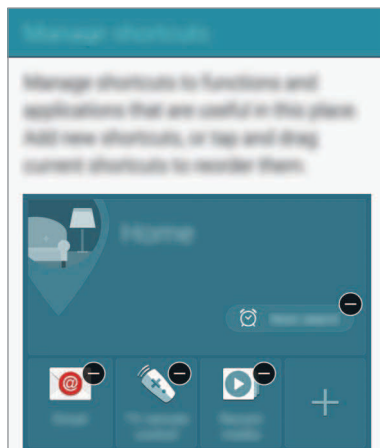 Manage shortcuts
Manage shortcuts to functions and
applications that are useful in this place.
Add new shortcuts, or tap and drag
current shortcuts to reorder them.
Home
Email